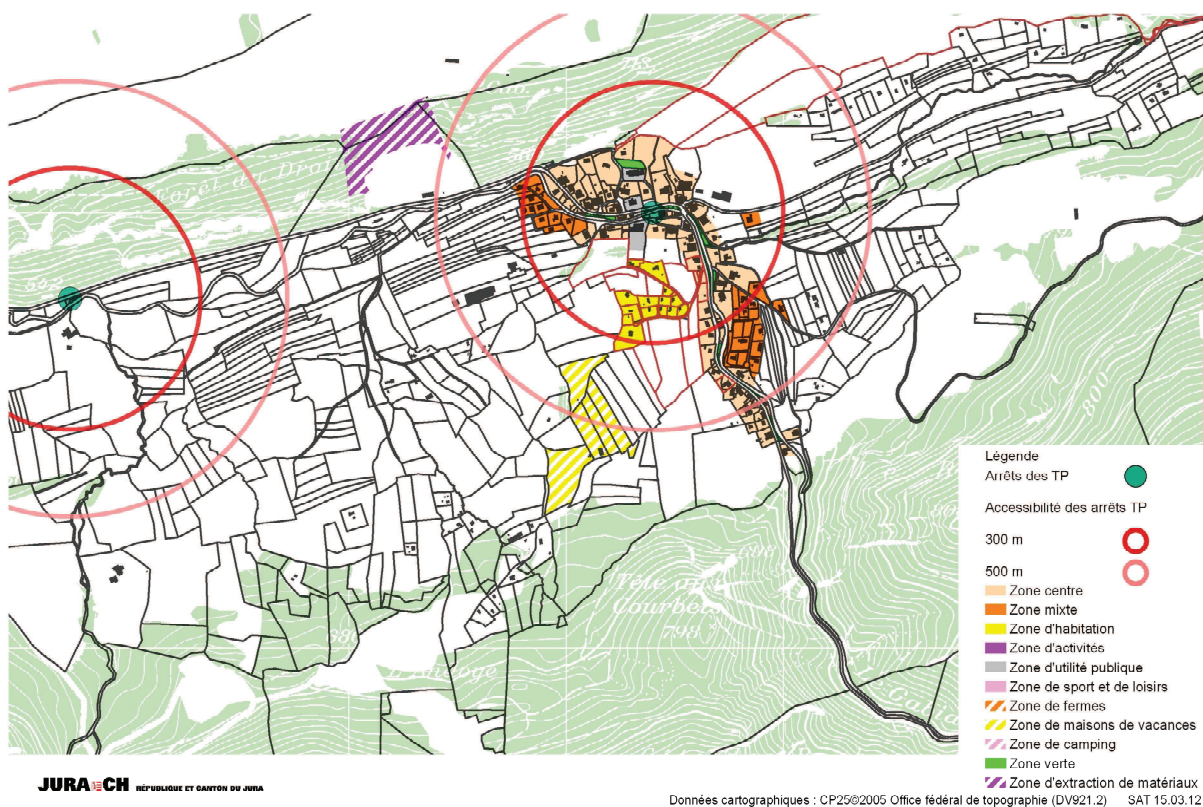 713
800
Tête du
Courbet
798
Légende
Arrêts des TP
Accessibilité des arrêts TP
300 m
500 m
Zone centre
Zone mixte
Zone d'habitation
Zone d'activités
Zone d'utilité publique
Zone de sport et de loisirs
Zone de fermes
Zone de maisons de vacances
Zone de camping
Zone verte
Zone d'extraction de matériaux
JURA CH RÉPUBLIQUE ET CANTON DU JURA
Données cartographiques : CP25©2005 Office fédéral de topographie (DV921.2) SAT 15.03.12